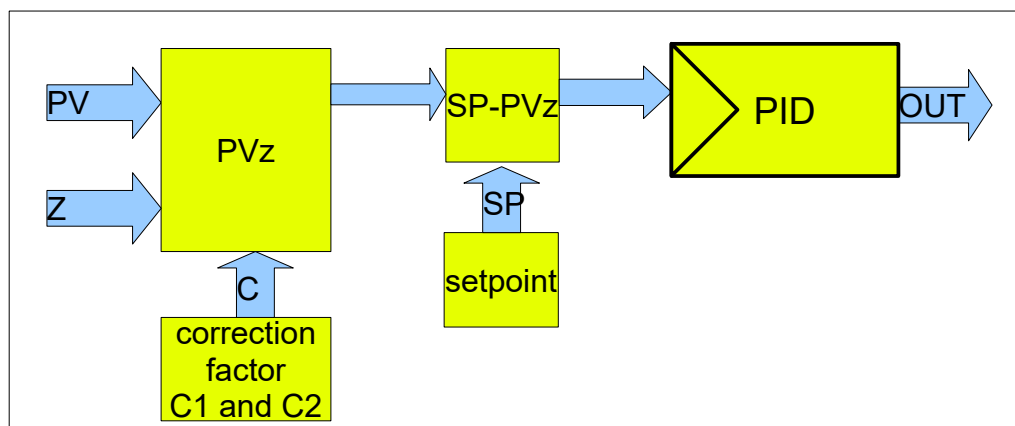 PV
Z
PVz
C
correction
factor
C1 and C2
SP-PVz
SP
setpoint
PID
OUT